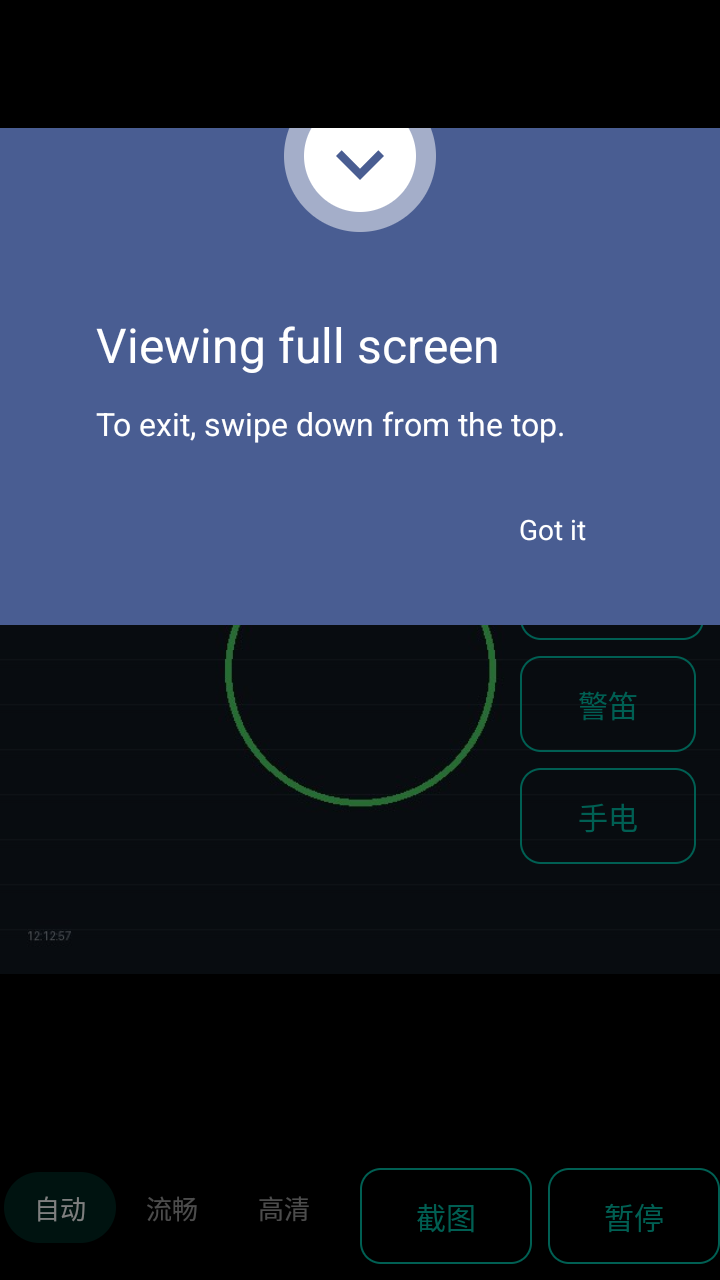 Viewing full screen
To exit, swipe down from the top.
Got it
警笛
手电
12:12:57
自动 流畅 高清 截图 暂停